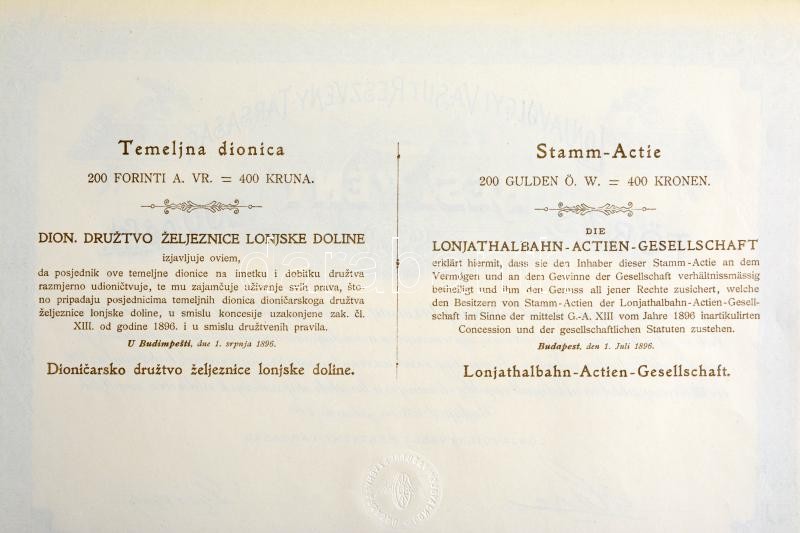 Temeljna dionica
200 FORINTI A. VR. = 400 KRUNA.
DION. DRUŽTVO ŽELJEZNICE LONJSKE DOLINE
izjavljuje oviem,
da posjednik ove temeljne dionice na imetku i debitku družtva
razmjerno udioničtvuje, te mu zajamčuje uživanje svih prava, što-
no pripadaju posjednicima temeljnih dionica dioničarskoga družtva
željeznice lonjske doline, u smislu koncesije uzakonjene zak. čl.
XIII. od godine 1896. i u smislu družtvenih pravila.
U Budimpešti, dne 1. srpnja 1896.
Dioničarsko družtvo željeznice lonjske doline.
Stamm-Actie
200 GULDEN Ö. W. = 400 KRONEN.
DIE
LONJATHALBAHN-ACTIEN-GESELLSCHAFT
erklärt hiermit, dass sie den Inhaber dieser Stamm-Actie an dem
Vermögen und an dem Gewinne der Gesellschaft verhältnissmässig
betheiligt und ihm den Genuss all jener Rechte zusichert, welche
den Besitzern von Stamm-Actien der Lonjathalbahn-Actien-Gesell-
schaft im Sinne der mittelst G.-A. XIII vom Jahre 1896 inartikulirten
Concession und der gesellschaftlichen Statuten zustehen.
Budapest, den 1. Juli 1896.
Lonjathalbahn-Actien-Gesellschaft.
darabanth